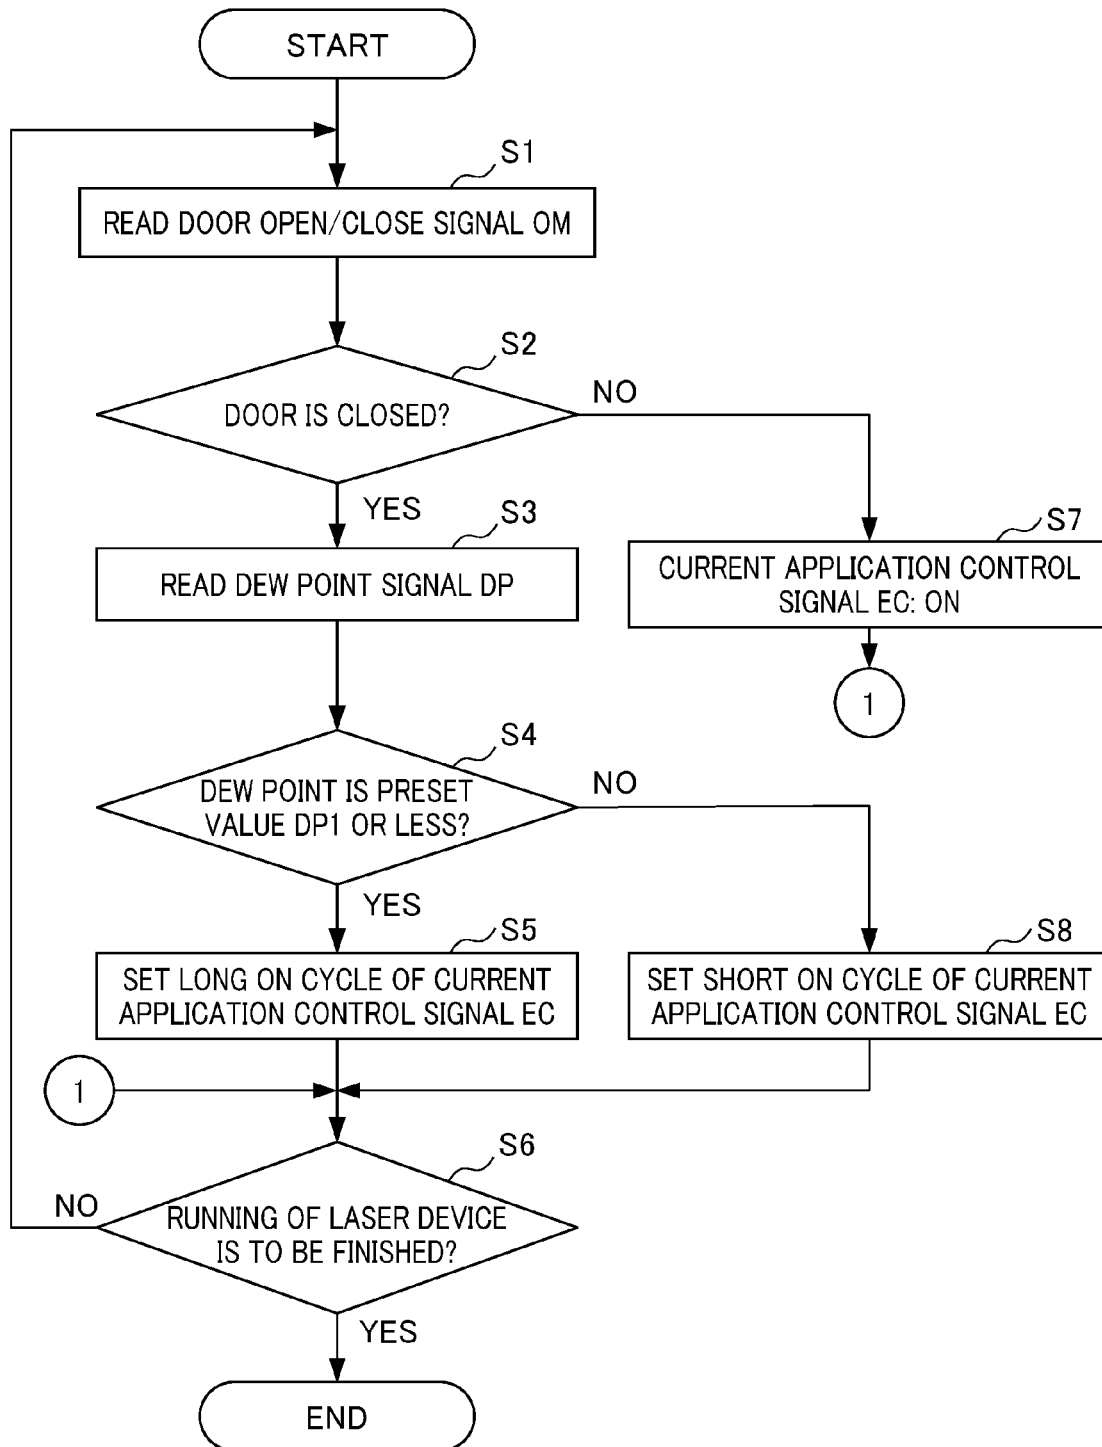 START
S1
READ DOOR OPEN/CLOSE SIGNAL OM
S2
DOOR IS CLOSED?
NO
YES
S3
READ DEW POINT SIGNAL DP
S7
CURRENT APPLICATION CONTROL
SIGNAL EC: ON
1
S4
DEW POINT IS PRESET
VALUE DP1 OR LESS?
NO
YES
S5
SET LONG ON CYCLE OF CURRENT
APPLICATION CONTROL SIGNAL EC
S8
SET SHORT ON CYCLE OF CURRENT
APPLICATION CONTROL SIGNAL EC
1
S6
RUNNING OF LASER DEVICE
IS TO BE FINISHED?
NO
YES
END